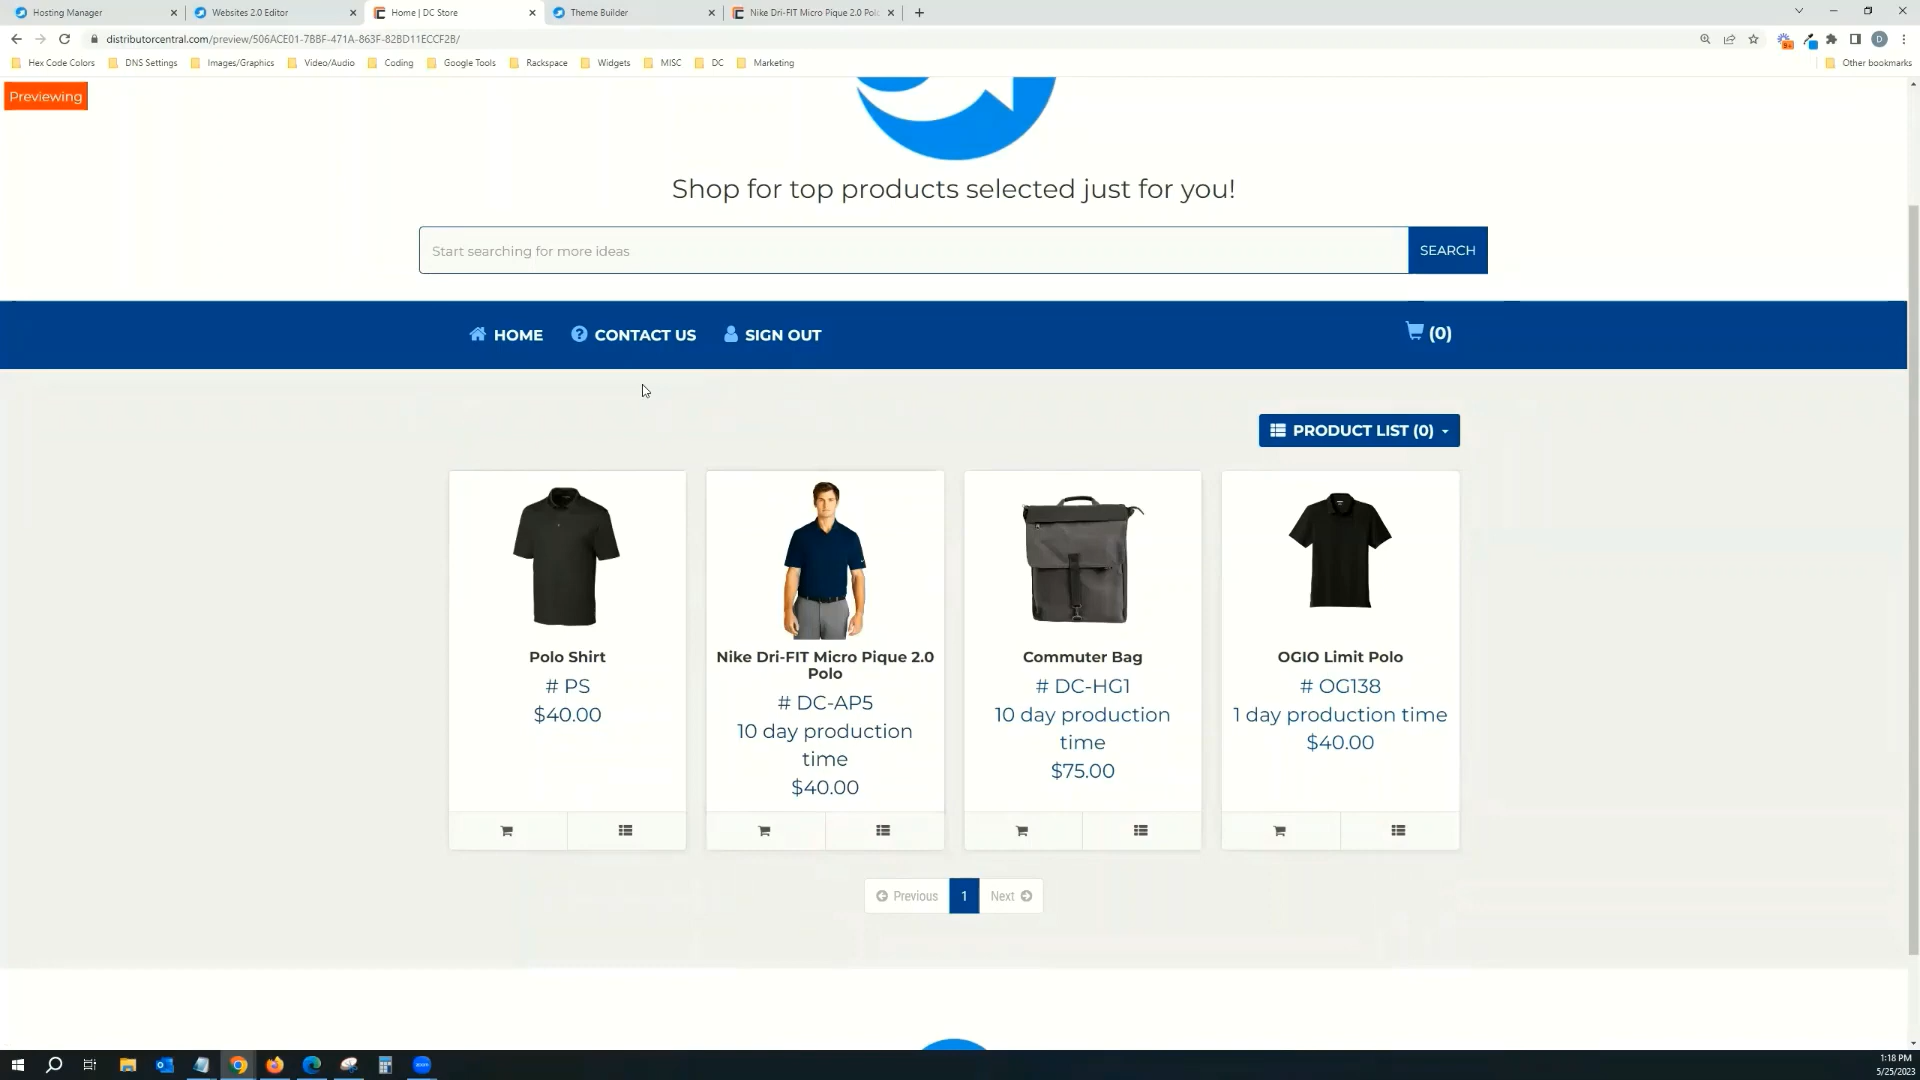 Hosting Manager
Websites 2.0 Editor
Home | DC Store
Theme Builder
Nike Dri-FIT Micro Pique 2.0 Polo
distributorcentral.com/preview/506ACE01-7BBF-471A-863F-82BD11ECCF2B/
Hex Code Colors
DNS Settings
Images/Graphics
Video/Audio
Coding
Google Tools
Rackspace
Widgets
MISC
DC
Marketing
Other bookmarks
Previewing
Shop for top products selected just for you!
Start searching for more ideas
SEARCH
HOME
CONTACT US
SIGN OUT
(0)
PRODUCT LIST (0)
Polo Shirt
# PS
$40.00
Nike Dri-FIT Micro Pique 2.0
Polo
# DC-AP5
10 day production
time
$40.00
Commuter Bag
# DC-HG1
10 day production
time
$75.00
OGIO Limit Polo
# OG138
1 day production time
$40.00
Previous
1
Next
1:18 PM
5/25/2023